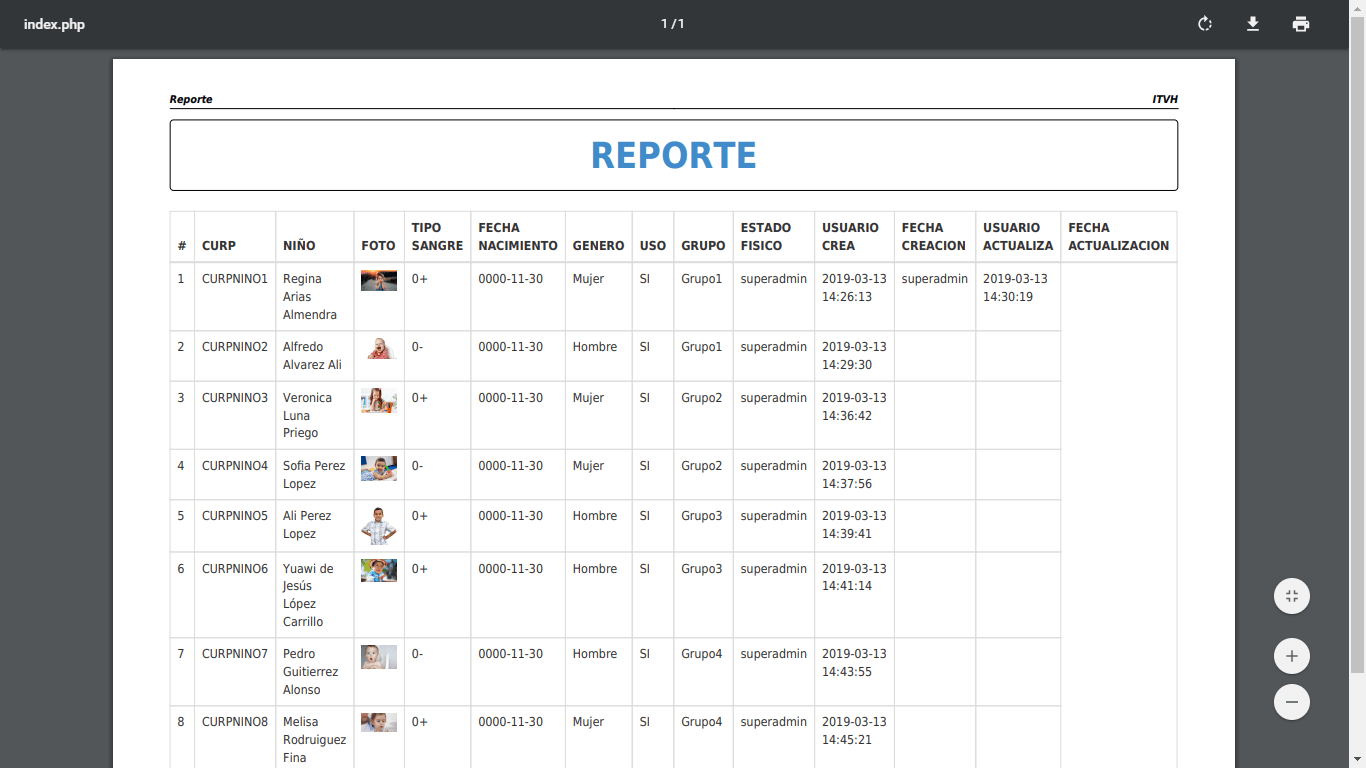 index.php
1 / 1
Reporte ITVH
REPORTE
# CURP NIÑO FOTO TIPO SANGRE FECHA NACIMIENTO GENERO USO GRUPO ESTADO FISICO USUARIO CREA FECHA CREACION USUARIO ACTUALIZA FECHA ACTUALIZACION
1 CURPNINO1 Regina Arias Almendra 0+ 0000-11-30 Mujer SI Grupo1 superadmin 2019-03-13 14:26:13 superadmin 2019-03-13 14:30:19
2 CURPNINO2 Alfredo Alvarez Ali 0- 0000-11-30 Hombre SI Grupo1 superadmin 2019-03-13 14:29:30
3 CURPNINO3 Veronica Luna Priego 0+ 0000-11-30 Mujer SI Grupo2 superadmin 2019-03-13 14:36:42
4 CURPNINO4 Sofia Perez Lopez 0- 0000-11-30 Mujer SI Grupo2 superadmin 2019-03-13 14:37:56
5 CURPNINO5 Ali Perez Lopez 0+ 0000-11-30 Hombre SI Grupo3 superadmin 2019-03-13 14:39:41
6 CURPNINO6 Yuawi de Jesús López Carrillo 0+ 0000-11-30 Hombre SI Grupo3 superadmin 2019-03-13 14:41:14
7 CURPNINO7 Pedro Guitierrez Alonso 0- 0000-11-30 Hombre SI Grupo4 superadmin 2019-03-13 14:43:55
8 CURPNINO8 Melisa Rodruiguez Fina 0+ 0000-11-30 Mujer SI Grupo4 superadmin 2019-03-13 14:45:21